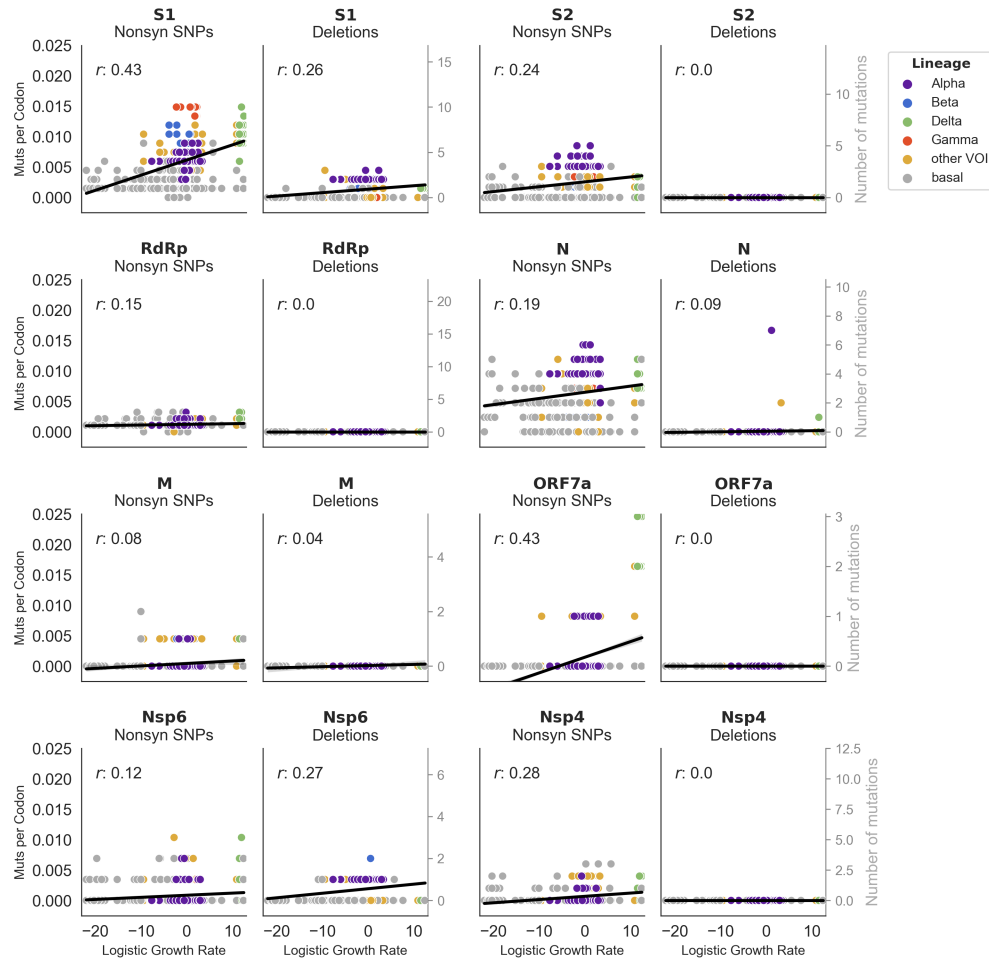 S1
Nonsyn SNPs
S1
Deletions
S2
Nonsyn SNPs
S2
Deletions
Muts per Codon
0.025
0.020
0.015
0.010
0.005
0.000
r: 0.43
r: 0.26
15
10
5
0
r: 0.24
r: 0.0
10
5
0
Number of mutations
Lineage
Alpha
Beta
Delta
Gamma
other VOI
basal
RdRp
Nonsyn SNPs
RdRp
Deletions
N
Nonsyn SNPs
N
Deletions
Muts per Codon
0.025
0.020
0.015
0.010
0.005
0.000
r: 0.15
r: 0.0
20
15
10
5
0
r: 0.19
r: 0.09
10
8
6
4
2
0
Number of mutations
M
Nonsyn SNPs
M
Deletions
ORF7a
Nonsyn SNPs
ORF7a
Deletions
Muts per Codon
0.025
0.020
0.015
0.010
0.005
0.000
r: 0.08
r: 0.04
4
2
0
r: 0.43
r: 0.0
3
2
1
0
Number of mutations
Nsp6
Nonsyn SNPs
Nsp6
Deletions
Nsp4
Nonsyn SNPs
Nsp4
Deletions
Muts per Codon
0.025
0.020
0.015
0.010
0.005
0.000
r: 0.12
r: 0.27
6
4
2
0
r: 0.28
r: 0.0
12.5
10.0
7.5
5.0
2.5
0.0
Number of mutations
−20 −10 0 10
−20 −10 0 10
−20 −10 0 10
−20 −10 0 10
Logistic Growth Rate
Logistic Growth Rate
Logistic Growth Rate
Logistic Growth Rate